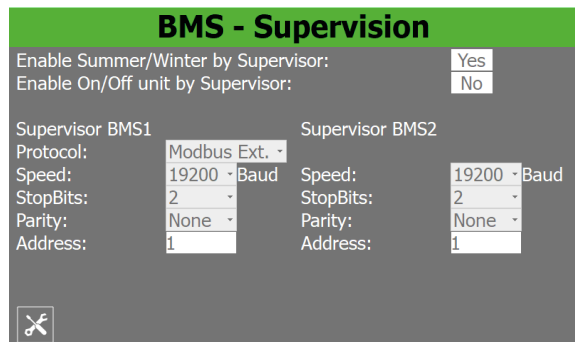 BMS - Supervision
Enable Summer/Winter by Supervisor: Yes
Enable On/Off unit by Supervisor: No
Supervisor BMS1 Supervisor BMS2
Protocol: Modbus Ext.
Speed: 19200 Baud Speed: 19200 Baud
StopBits: 2 StopBits: 2
Parity: None Parity: None
Address: 1 Address: 1